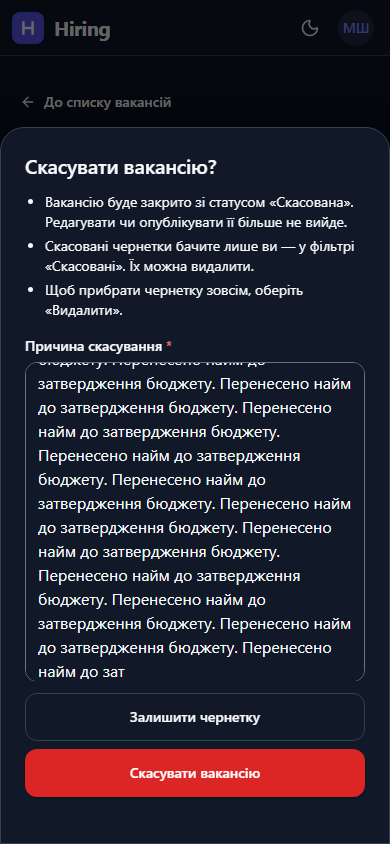 H Hiring
МШ
До списку вакансій
Скасувати вакансію?
Вакансію буде закрито зі статусом «Скасована».
Редагувати чи опублікувати її більше не вийде.
Скасовані чернетки бачите лише ви — у фільтрі
«Скасовані». Їх можна видалити.
Щоб прибрати чернетку зовсім, оберіть
«Видалити».
Причина скасування *
бюджету. Перенесено найм до
затвердження бюджету. Перенесено найм
до затвердження бюджету. Перенесено
найм до затвердження бюджету.
Перенесено найм до затвердження
бюджету. Перенесено найм до
затвердження бюджету. Перенесено найм
до затвердження бюджету. Перенесено
найм до затвердження бюджету.
Перенесено найм до затвердження
бюджету. Перенесено найм до
затвердження бюджету. Перенесено найм
до затвердження бюджету. Перенесено
найм до зат
Залишити чернетку
Скасувати вакансію